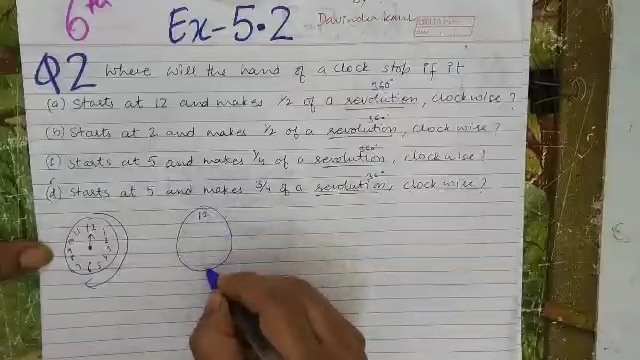 6th
Ex-5.2
Davinder kaur
Q2 Where will the hand of a clock stop if it
360°
(a) Starts at 12 and makes 1/2 of a revolution, clockwise?
360°
(b) Starts at 2 and makes 1/2 of a revolution, clockwise?
360°
(c) Starts at 5 and makes 1/4 of a revolution, clockwise?
360°
(d) Starts at 5 and makes 3/4 of a revolution, clockwise?
12
12